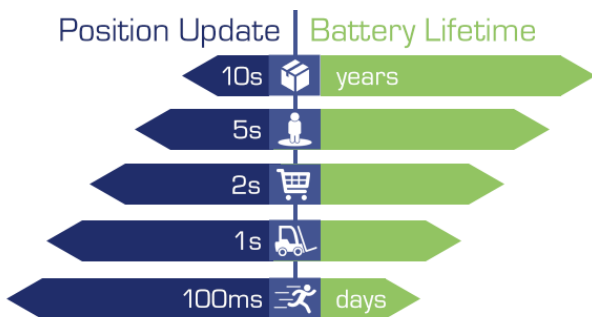 Position Update Battery Lifetime
10s years
5s
2s
1s
100ms days